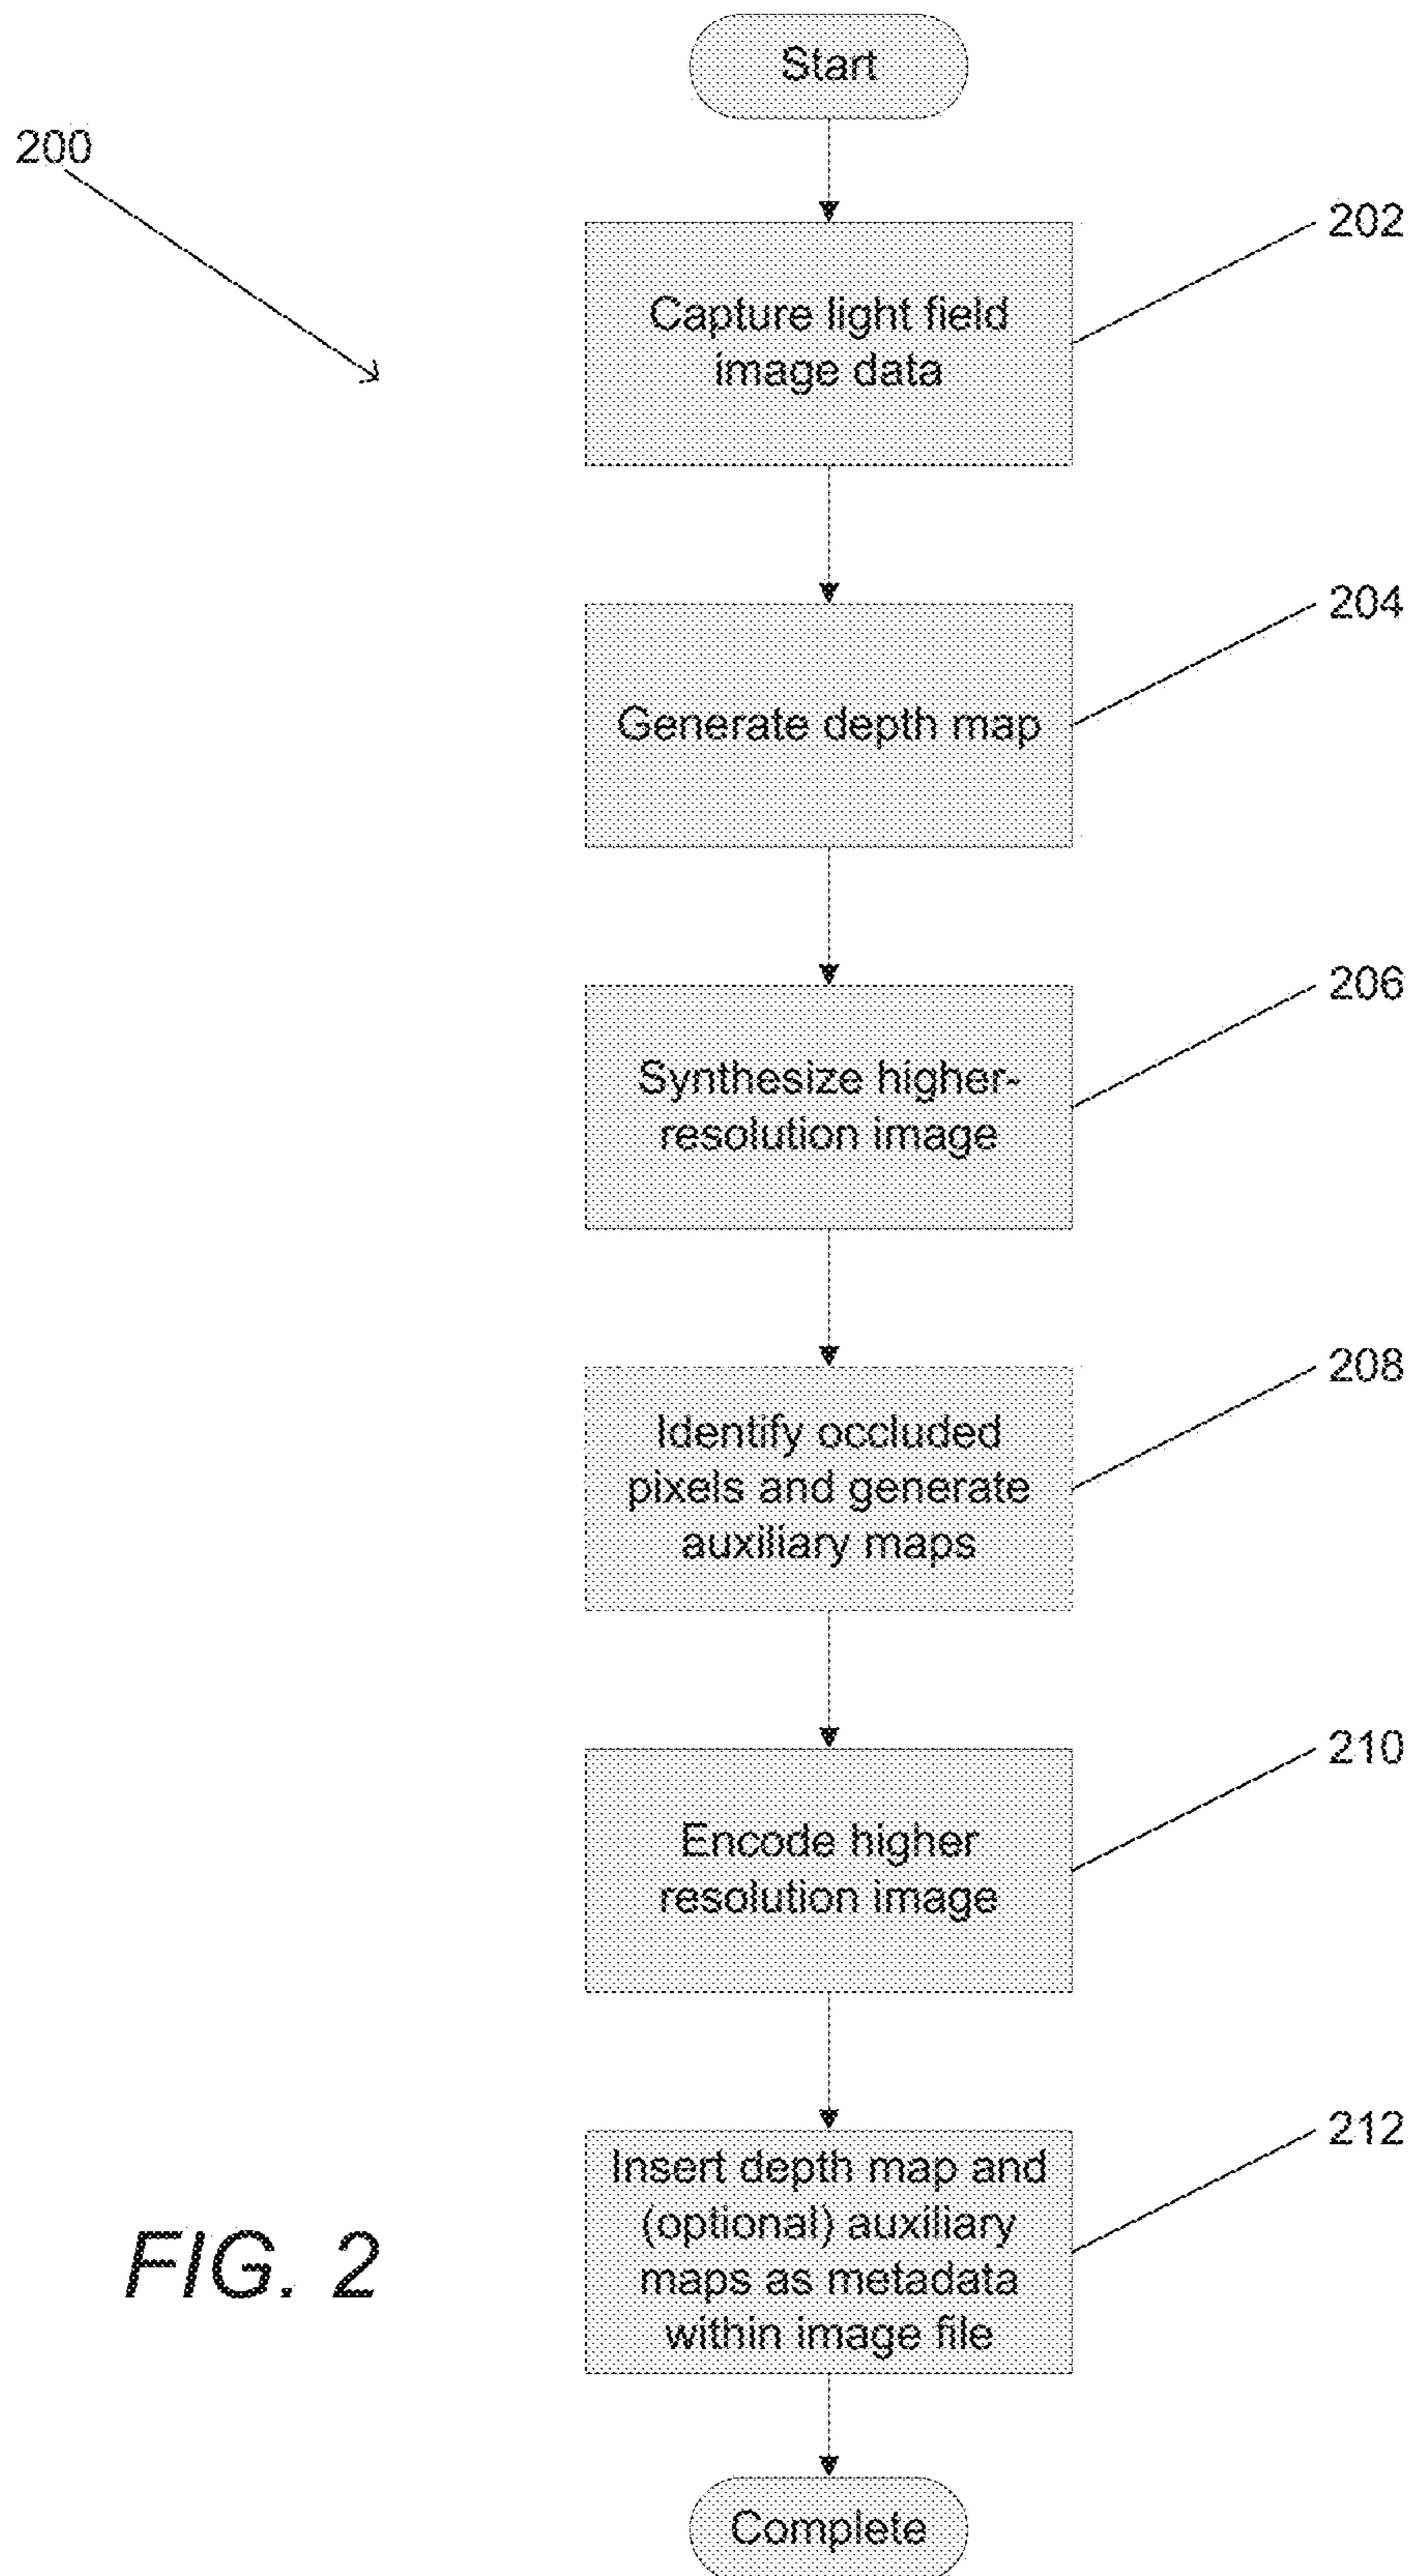 Start
200
202
Capture light field
image data
204
Generate depth map
206
Synthesize higher-
resolution image
208
Identify occluded
pixels and generate
auxiliary maps
210
Encode higher
resolution image
212
Insert depth map and
(optional) auxiliary
maps as metadata
within image file
FIG. 2
Complete